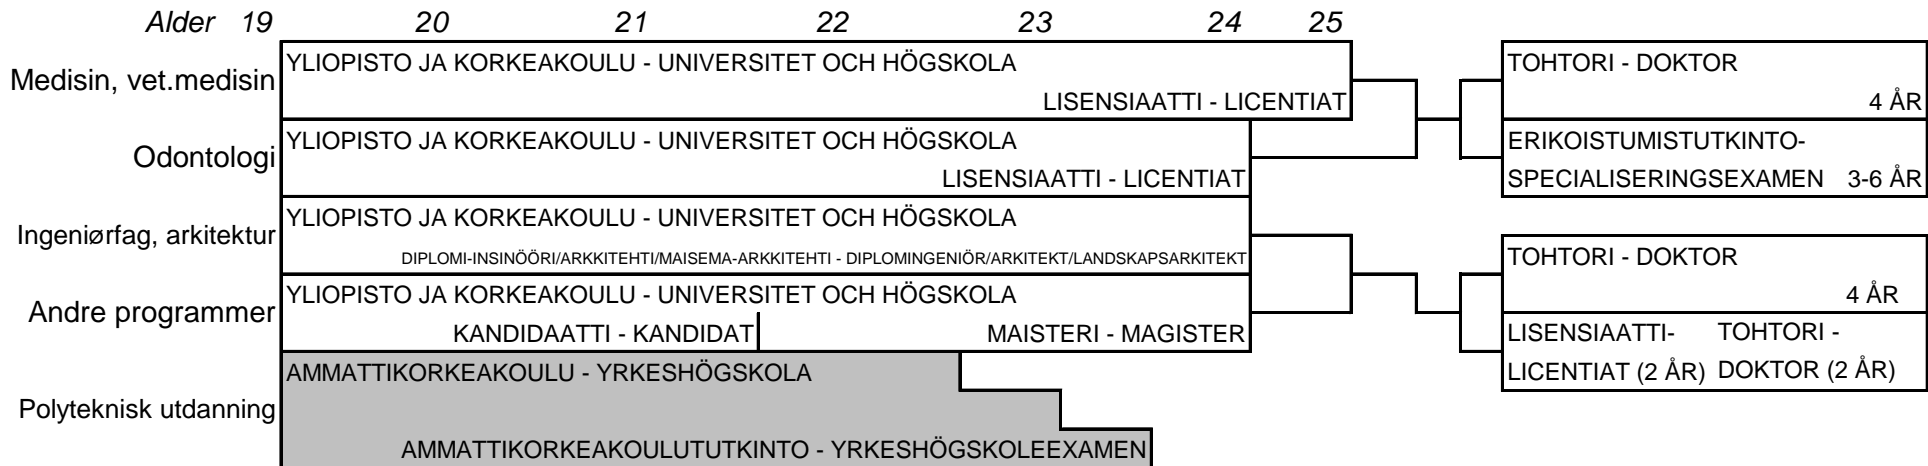 Alder 19 20 21 22 23 24 25
Medisin, vet.medisin
YLIOPISTO JA KORKEAKOULU - UNIVERSITET OCH HÖGSKOLA
LISENSIAATTI - LICENTIAT
Odontologi
YLIOPISTO JA KORKEAKOULU - UNIVERSITET OCH HÖGSKOLA
LISENSIAATTI - LICENTIAT
Ingeniørfag, arkitektur
YLIOPISTO JA KORKEAKOULU - UNIVERSITET OCH HÖGSKOLA
DIPLOMI-INSINÖÖRI/ARKKITEHTI/MAISEMA-ARKKITEHTI - DIPLOMINGENIÖR/ARKITEKT/LANDSKAPSARKITEKT
Andre programmer
YLIOPISTO JA KORKEAKOULU - UNIVERSITET OCH HÖGSKOLA
KANDIDAATTI - KANDIDAT
MAISTERI - MAGISTER
Polyteknisk utdanning
AMMATTIKORKEAKOULU - YRKESHÖGSKOLA
AMMATTIKORKEAKOULUTUTKINTO - YRKESHÖGSKOLEEXAMEN
TOHTORI - DOKTOR
4 ÅR
ERIKOISTUMISTUTKINTO-
SPECIALISERINGSEXAMEN 3-6 ÅR
TOHTORI - DOKTOR
4 ÅR
LISENSIAATTI-
LICENTIAT (2 ÅR)
TOHTORI -
DOKTOR (2 ÅR)